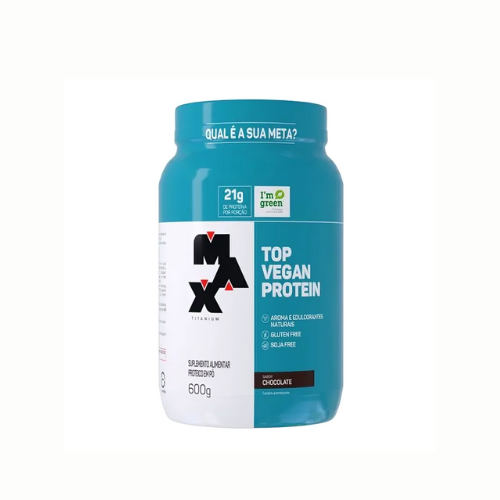 QUAL É A SUA META?
21g
DE PROTEÍNA
POR PORÇÃO
I'm
green
MAX
TITANIUM
TOP
VEGAN
PROTEIN
AROMA E EDULCORANTES
NATURAIS
GLUTEN FREE
SOJA FREE
SUPLEMENTO ALIMENTAR
PROTEICO EM PÓ
600g
SABOR
CHOCOLATE